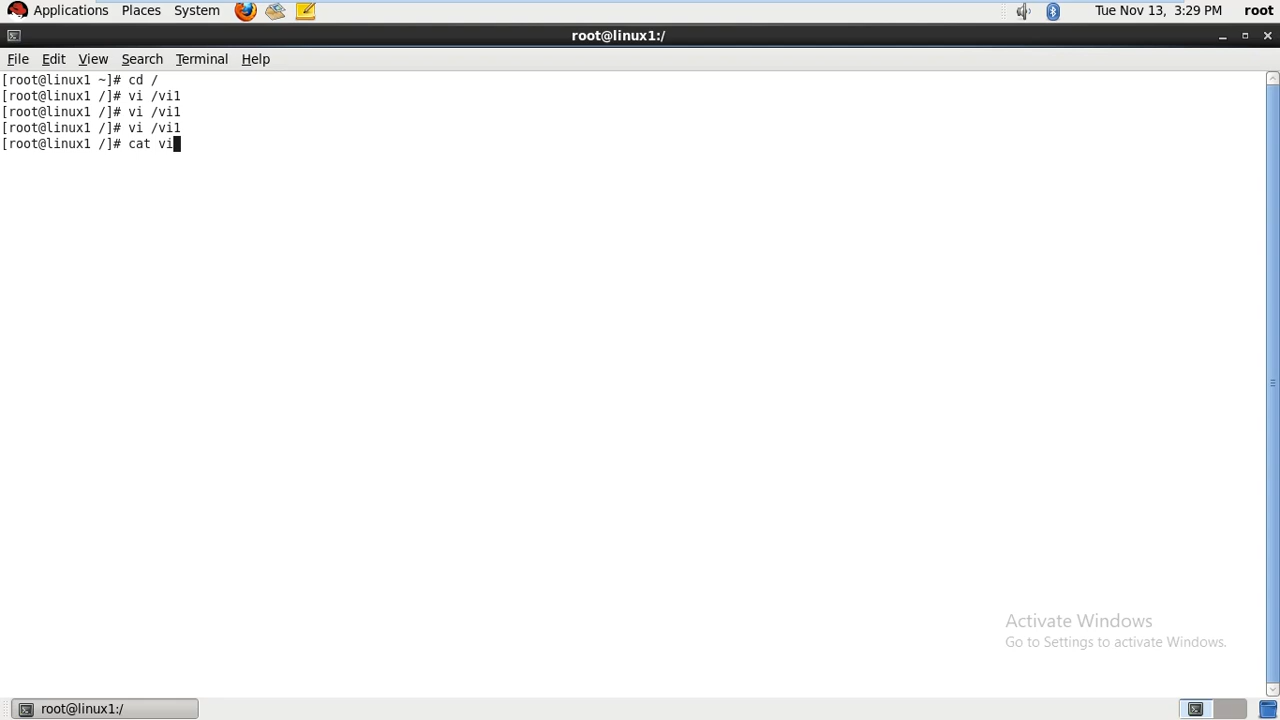 Applications Places System Tue Nov 13, 3:29 PM root
root@linux1:/
File Edit View Search Terminal Help
[root@linux1 ~]# cd /
[root@linux1 /]# vi /vi1
[root@linux1 /]# vi /vi1
[root@linux1 /]# vi /vi1
[root@linux1 /]# cat vi
Activate Windows
Go to Settings to activate Windows.
root@linux1:/